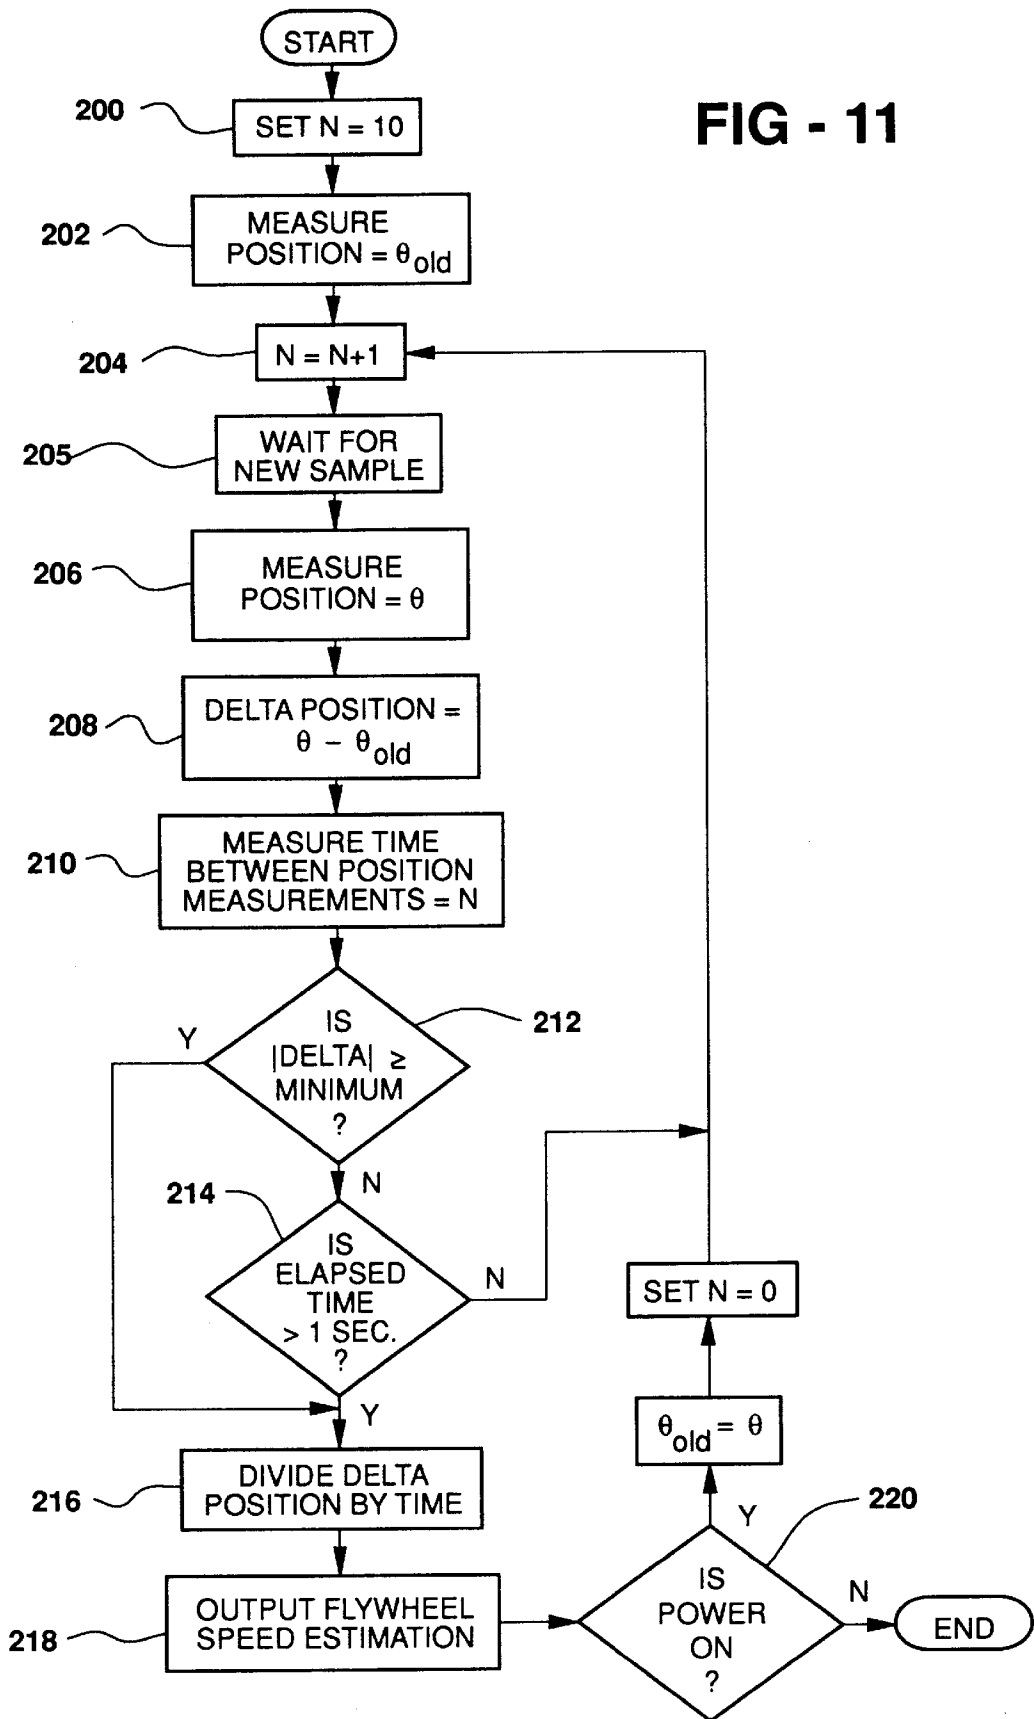 START
FIG - 11
200
SET N = 10
202
MEASURE
POSITION = θold
204
N = N+1
205
WAIT FOR
NEW SAMPLE
206
MEASURE
POSITION = θ
208
DELTA POSITION =
θ − θold
210
MEASURE TIME
BETWEEN POSITION
MEASUREMENTS = N
212
Y
IS
|DELTA| ≥
MINIMUM
?
N
214
IS
ELAPSED
TIME
> 1 SEC.
?
N
Y
216
DIVIDE DELTA
POSITION BY TIME
218
OUTPUT FLYWHEEL
SPEED ESTIMATION
220
IS
POWER
ON
?
Y
N
END
θold = θ
SET N = 0